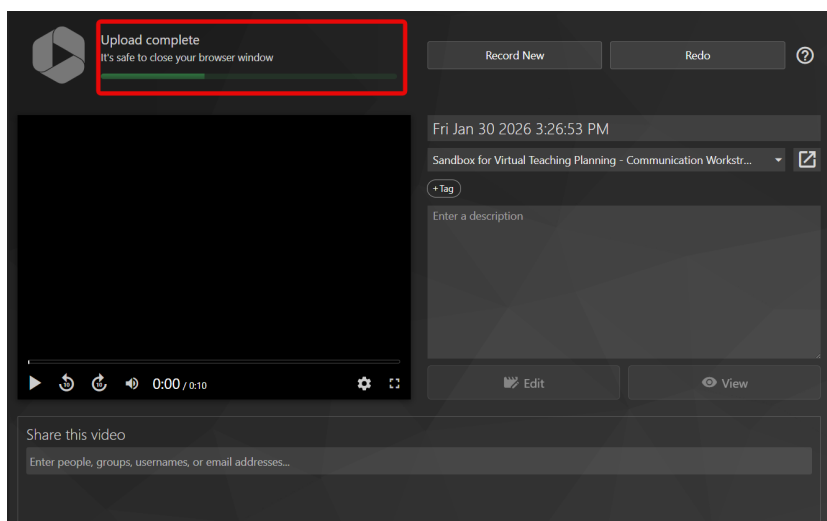 Upload complete
It's safe to close your browser window
Record New
Redo
Fri Jan 30 2026 3:26:53 PM
Sandbox for Virtual Teaching Planning - Communication Workstr...
+Tag
Enter a description
10 10 0:00 / 0:10
Edit
View
Share this video
Enter people, groups, usernames, or email addresses...